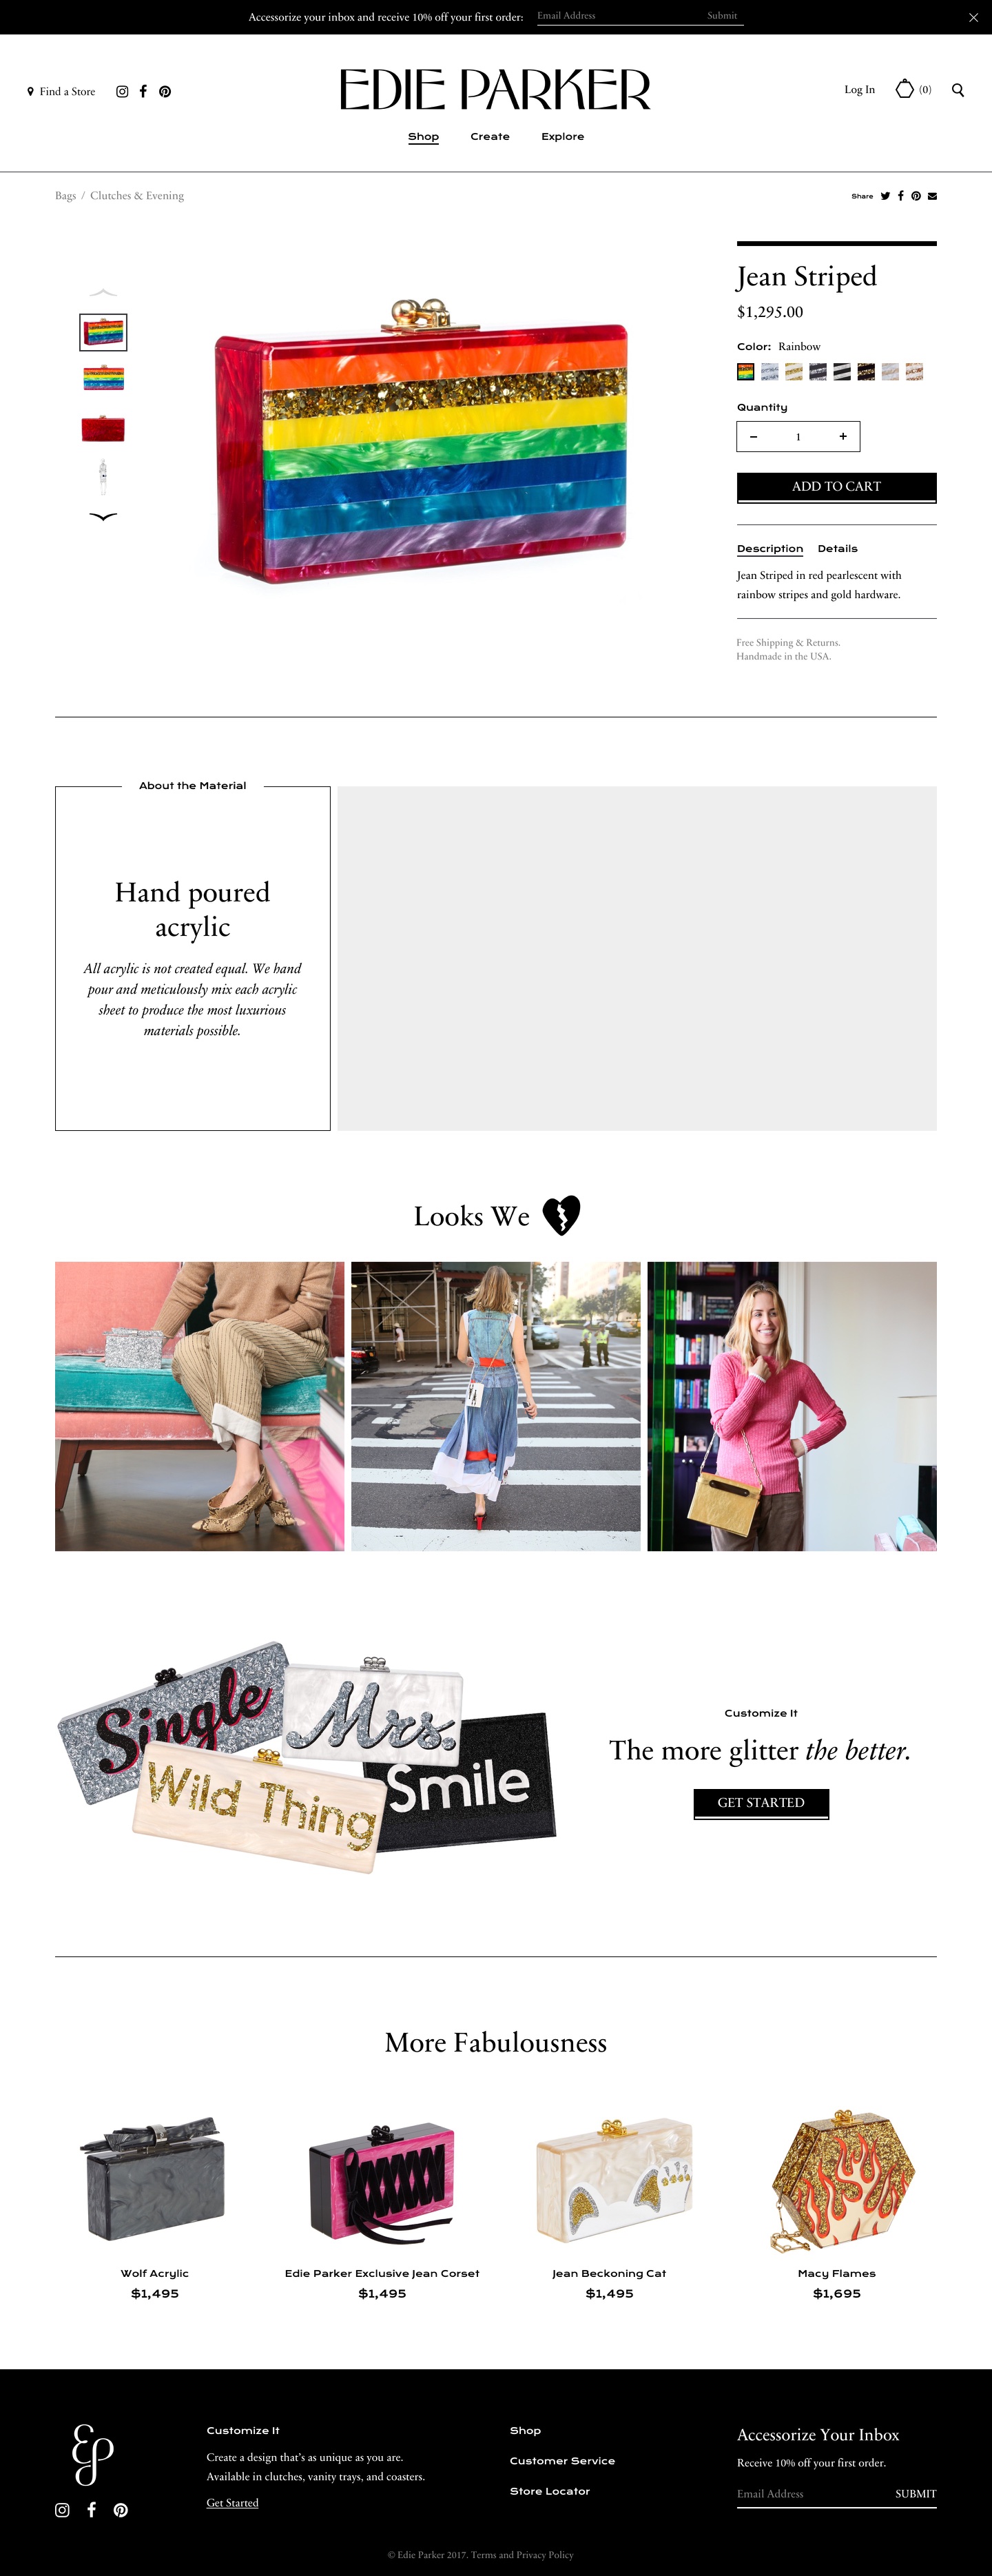 Accessorize your inbox and receive 10% off your first order: Email Address Submit
Find a Store
EDIE PARKER
Log In (0)
Shop Create Explore
Bags / Clutches & Evening
Share
Jean Striped
$1,295.00
Color: Rainbow
Quantity
− 1 +
ADD TO CART
Description Details
Jean Striped in red pearlescent with
rainbow stripes and gold hardware.
Free Shipping & Returns.
Handmade in the USA.
About the Material
Hand poured
acrylic
All acrylic is not created equal. We hand
pour and meticulously mix each acrylic
sheet to produce the most luxurious
materials possible.
Looks We
Single
Mrs.
Wild Thing
Smile
Customize It
The more glitter the better.
GET STARTED
More Fabulousness
Wolf Acrylic
$1,495
Edie Parker Exclusive Jean Corset
$1,495
Jean Beckoning Cat
$1,495
Macy Flames
$1,695
EP
Customize It
Create a design that's as unique as you are.
Available in clutches, vanity trays, and coasters.
Get Started
Shop
Customer Service
Store Locator
Accessorize Your Inbox
Receive 10% off your first order.
Email Address SUBMIT
© Edie Parker 2017. Terms and Privacy Policy